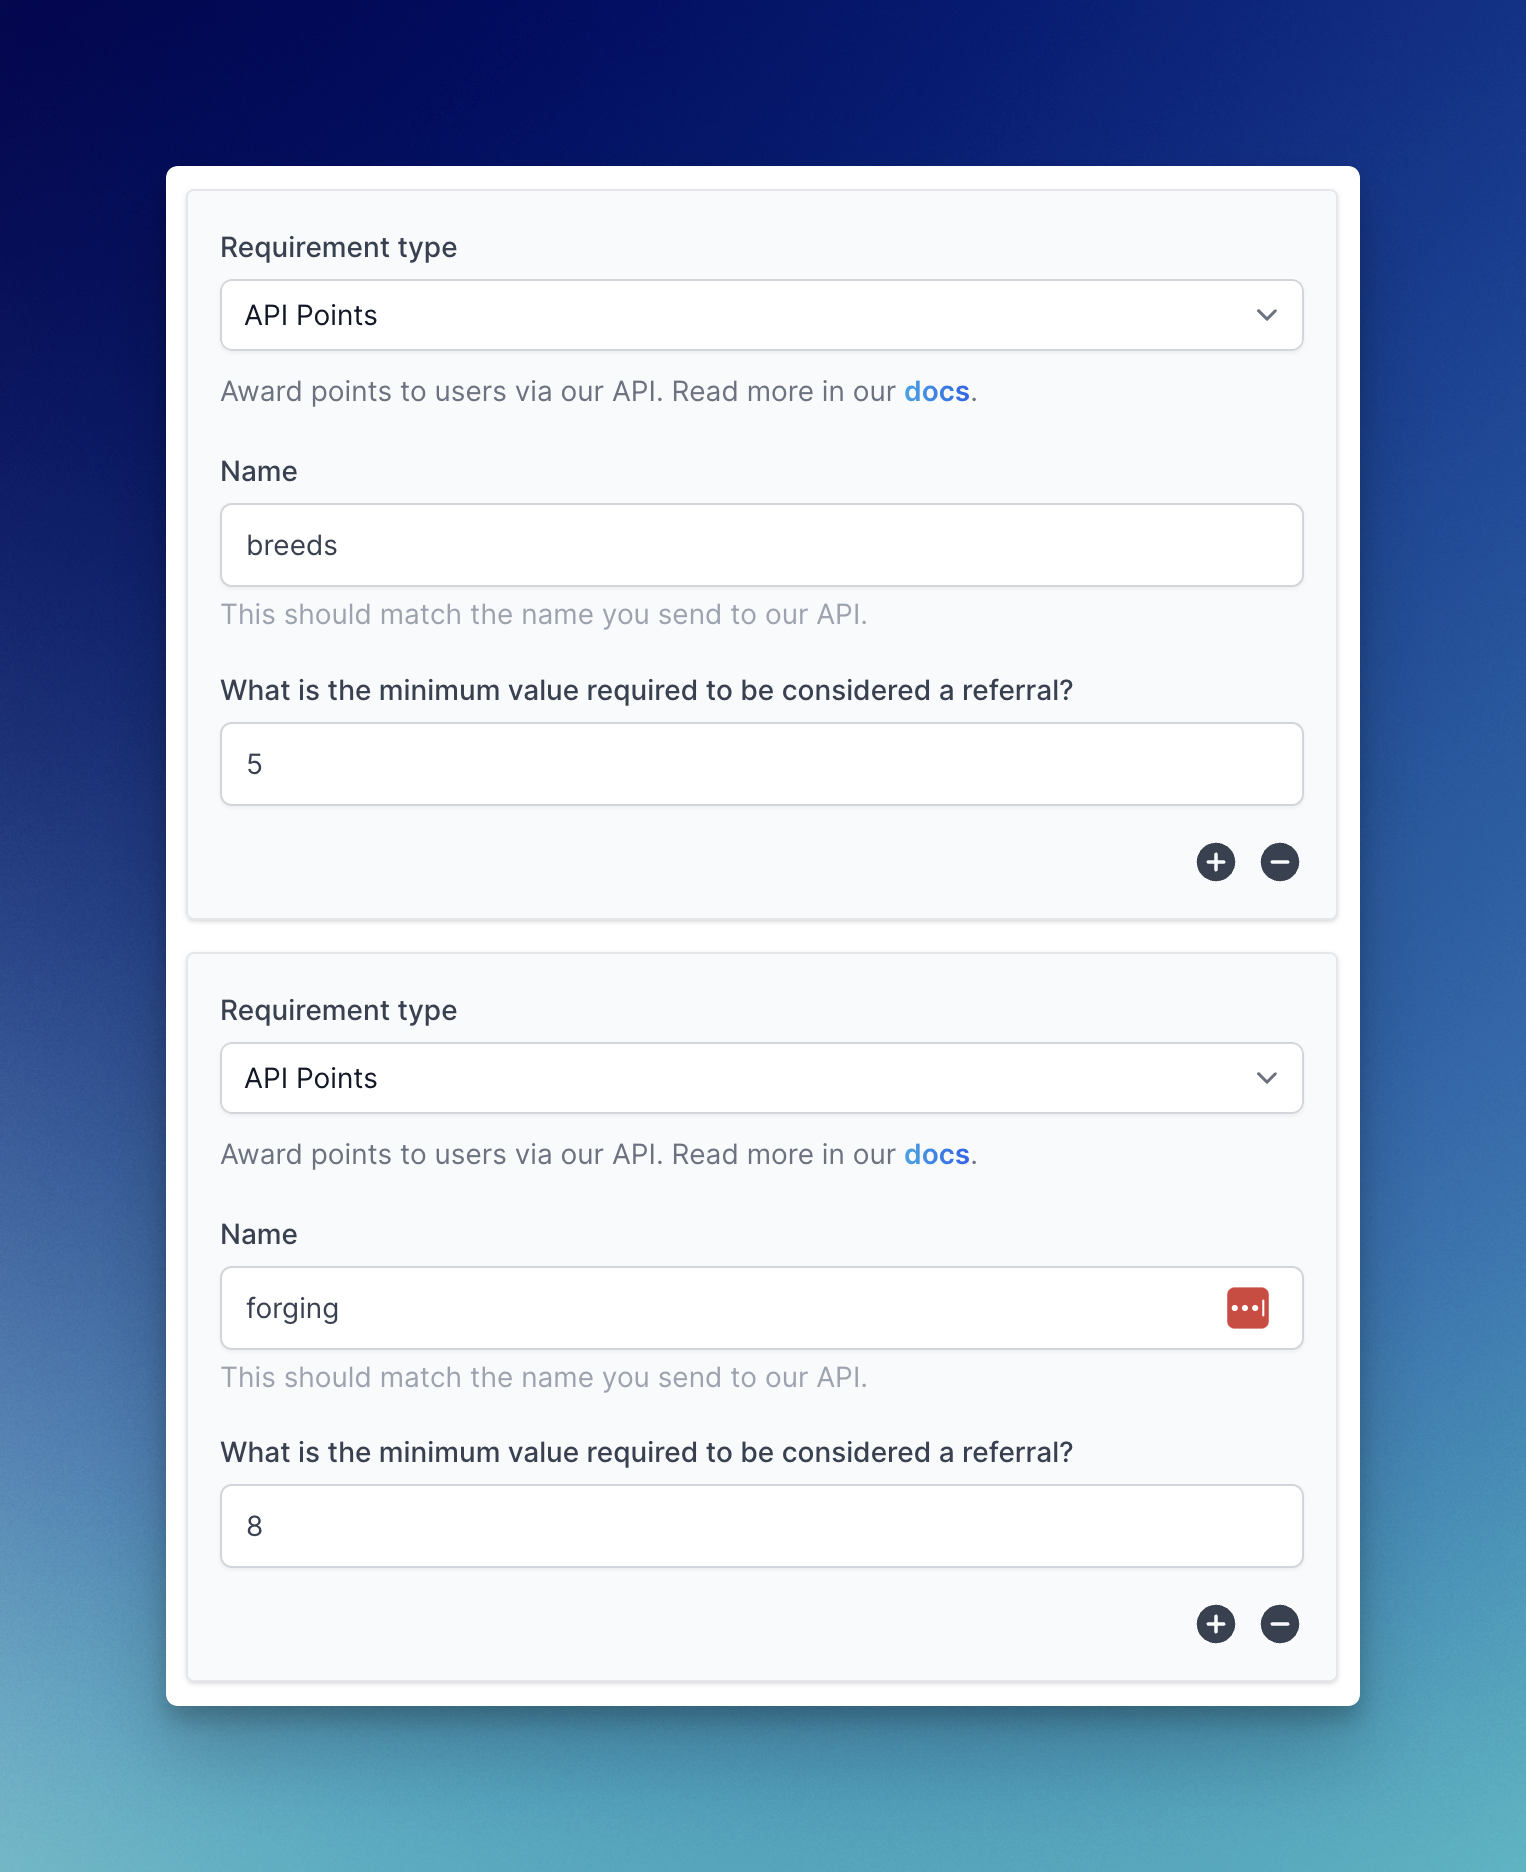 Requirement type
API Points
Award points to users via our API. Read more in our docs.
Name
breeds
This should match the name you send to our API.
What is the minimum value required to be considered a referral?
5
Requirement type
API Points
Award points to users via our API. Read more in our docs.
Name
forging
This should match the name you send to our API.
What is the minimum value required to be considered a referral?
8